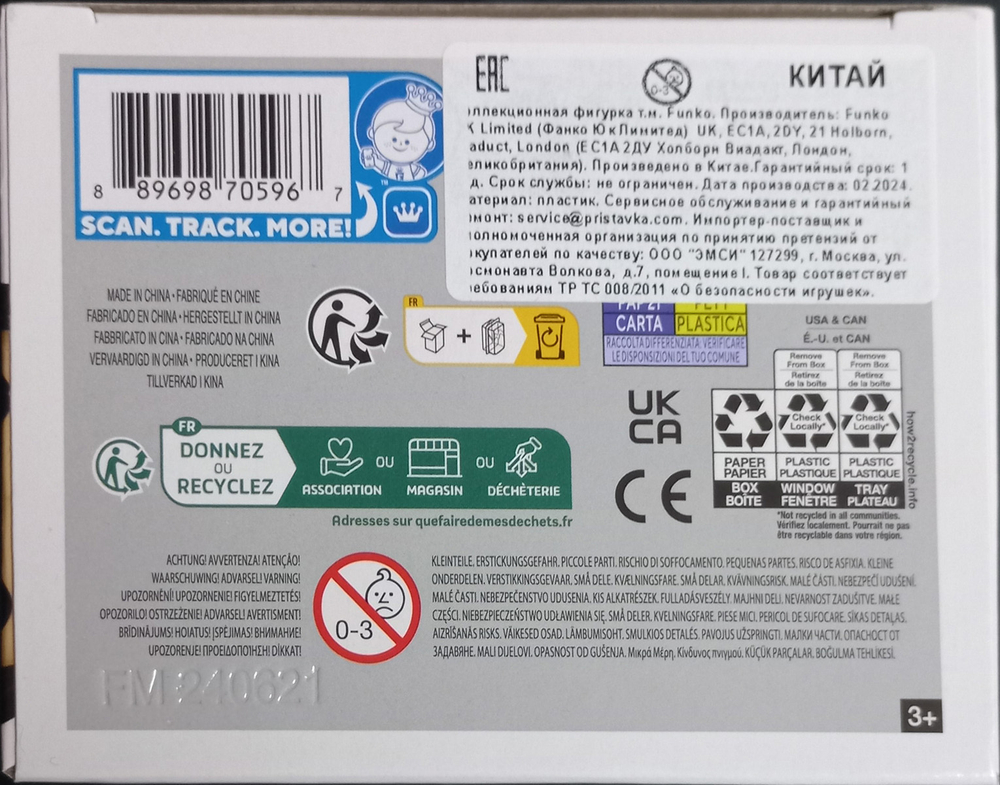 8 89698 70596 7
SCAN. TRACK. MORE!
™
EAC
0-3
КИТАЙ
ллекционная фигурка т.м. Funko. Производитель: Funko
K Limited (Фанко Ю к Лимитед) UK, EC1A, 2DY, 21 Holborn,
aduct, London (EC1A 2ДУ Холборн Виадакт, Лондон,
еликобритания). Произведено в Китае.Гарантийный срок: 1
д. Срок службы: не ограничен. Дата производства: 02.2024.
атериал: пластик. Сервисное обслуживание и гарантийный
монт: service@pristavka.com. Импортер-поставщик и
олномоченная организация по принятию претензий от
купателей по качеству: ООО "ЭМСИ" 127299, г. Москва, ул.
смонавта Волкова, д.7, помещение I. Товар соответствует
ебованиям ТР ТС 008/2011 «О безопасности игрушек».
MADE IN CHINA • FABRIQUÉ EN CHINE
FABRICADO EN CHINA • HERGESTELLT IN CHINA
FABBRICATO IN CINA • FABRICADO NA CHINA
VERVAARDIGD IN CHINA • PRODUCERET I KINA
TILLVERKAD I KINA
FR
+
CARTA PLASTICA
RACCOLTA DIFFERENZIATA. VERIFICARE
LE DISPOSIZIONI DEL TUO COMUNE
USA & CAN
É.-U. et CAN
Remove From Box
Retirez de la boîte
Remove From Box
Retirez de la boîte
Check Locally*
Check Locally*
PAPER PAPIER
PLASTIC PLASTIQUE
PLASTIC PLASTIQUE
BOX BOÎTE
WINDOW FENÊTRE
TRAY PLATEAU
how2recycle.info
*Not recycled in all communities.
Vérifiez localement. Pourrait ne pas
être recyclable dans votre région.
UK
CA
CE
FR
DONNEZ
OU
RECYCLEZ
ASSOCIATION OU MAGASIN OU DÉCHÈTERIE
Adresses sur quefairedemesdechets.fr
ACHTUNG! AVVERTENZA! ATENÇÃO!
WAARSCHUWING! ADVARSEL! VARNING!
UPOZORNĚNÍ! UPOZORNENIE! FIGYELMEZTETÉS!
OPOZORILO! OSTRZEŻENIE! ADVARSEL! AVERTISMENT!
BRĪDINĀJUMS! HOIATUS! ĮSPĖJIMAS! ВНИМАНИЕ!
UPOZORENJE! ΠΡΟΕΙΔΟΠΟΙΗΣΗ! DİKKAT!
0-3
KLEINTEILE. ERSTICKUNGSGEFAHR. PICCOLE PARTI. RISCHIO DI SOFFOCAMENTO. PEQUENAS PARTES. RISCO DE ASFIXIA. KLEINE
ONDERDELEN. VERSTIKKINGSGEVAAR. SMÅ DELE. KVÆLNINGSFARE. SMÅ DELAR. KVÄVNINGSRISK. MALÉ ČÁSTI. NEBEZPEČÍ UDUŠENÍ.
MALÉ ČASTI. NEBEZPEČENSTVO UDUSENIA. KIS ALKATRÉSZEK. FULLADÁSVESZÉLY. MAJHNI DELI. NEVARNOST ZADUŠITVE. MAŁE
CZĘŚCI. NIEBEZPIECZEŃSTWO UDŁAWIENIA SIĘ. SMÅ DELER. KVELNINGSFARE. PIESE MICI. PERICOL DE SUFOCARE. SĪKAS DETAĻAS.
AIZRĪŠANĀS RISKS. VÄIKESED OSAD. LÄMBUMISOHT. SMULKIOS DETALĖS. PAVOJUS UŽSPRINGTI. МАЛКИ ЧАСТИ. ОПАСНОСТ ОТ
ЗАДАВЯНЕ. MALI DIJELOVI. OPASNOST OD GUŠENJA. Μικρά Μέρη. Κίνδυνος πνιγμού. KÜÇÜK PARÇALAR. BOĞULMA TEHLİKESİ.
FM-240621
3+